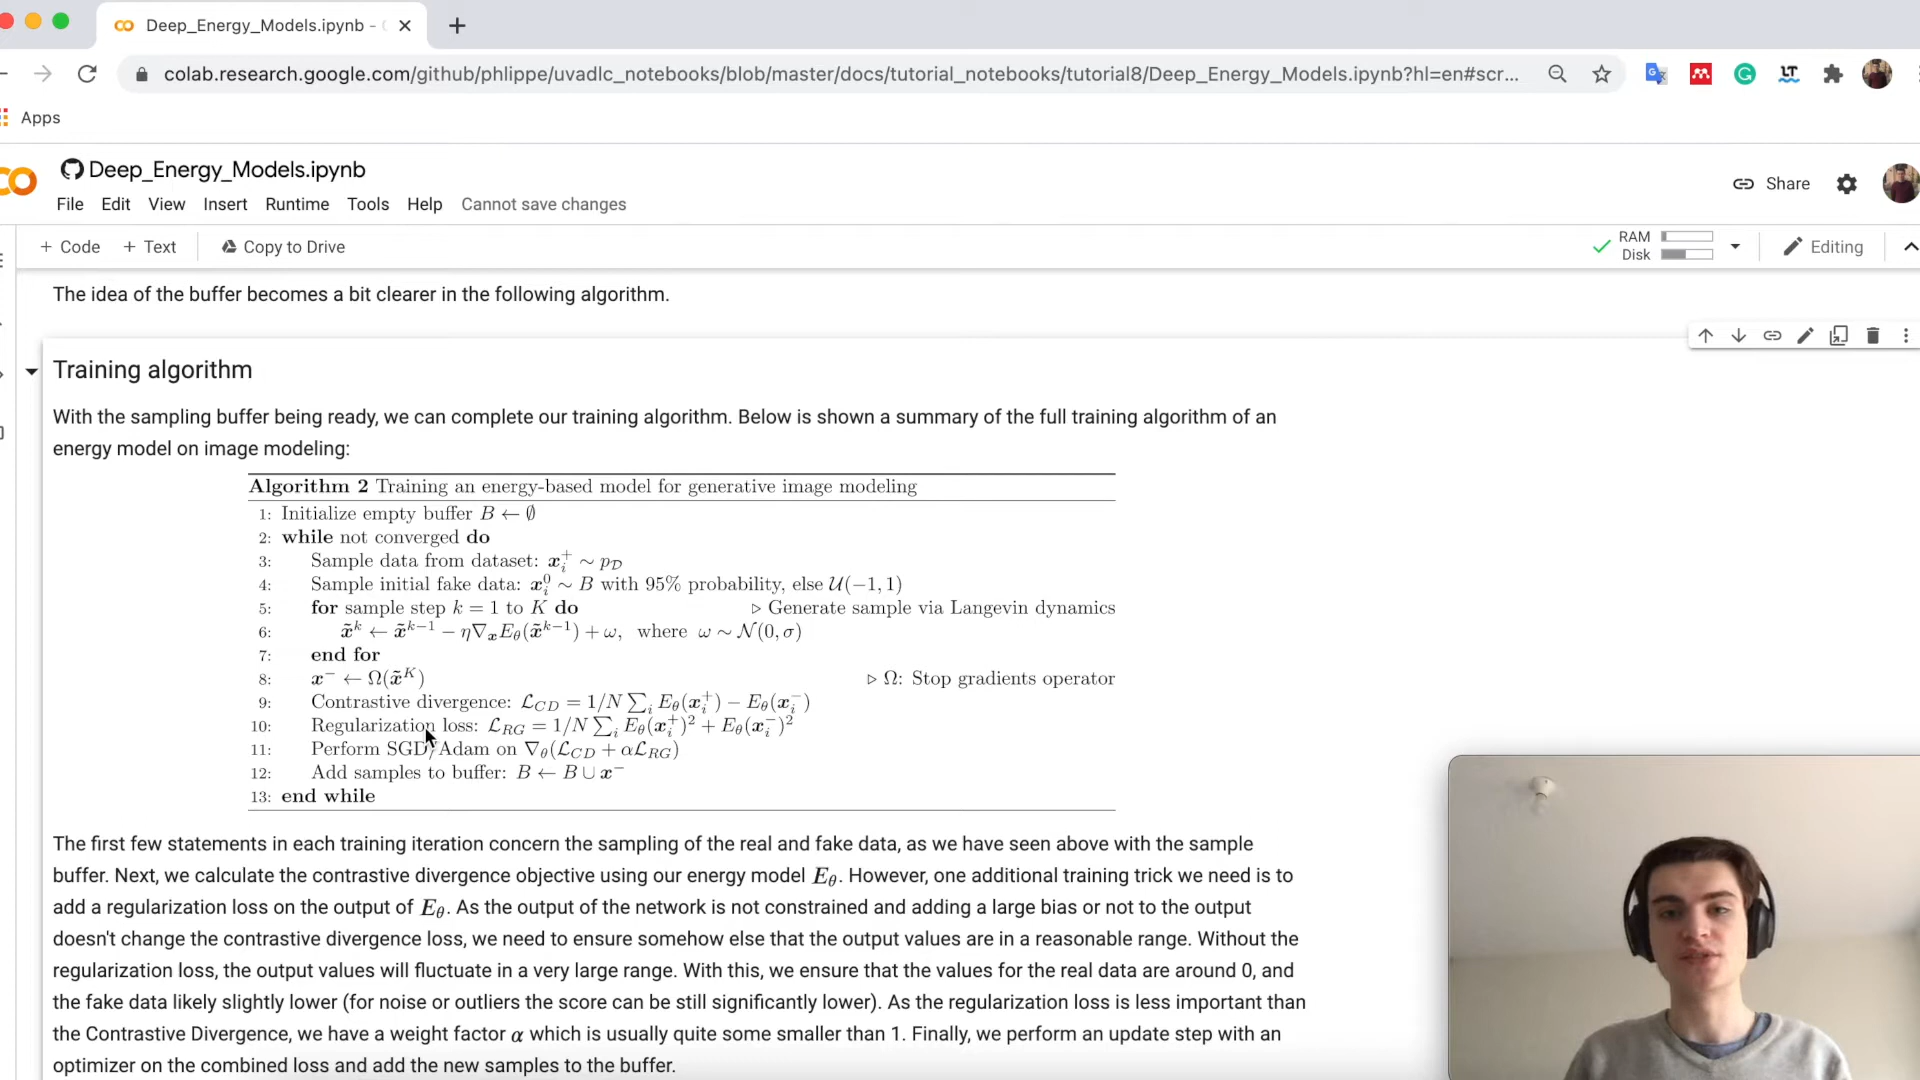 Deep_Energy_Models.ipynb -
colab.research.google.com/github/phlippe/uvadlc_notebooks/blob/master/docs/tutorial_notebooks/tutorial8/Deep_Energy_Models.ipynb?hl=en#scr...
Apps
Deep_Energy_Models.ipynb
Share
File Edit View Insert Runtime Tools Help Cannot save changes
+ Code + Text Copy to Drive
RAM
Disk
Editing
The idea of the buffer becomes a bit clearer in the following algorithm.
Training algorithm
With the sampling buffer being ready, we can complete our training algorithm. Below is shown a summary of the full training algorithm of an
energy model on image modeling:
Algorithm 2 Training an energy-based model for generative image modeling
1: Initialize empty buffer B ← ∅
2: while not converged do
3: Sample data from dataset: x_i^+ ∼ p_𝒟
4: Sample initial fake data: x_i^0 ∼ B with 95% probability, else 𝒰(−1, 1)
5: for sample step k = 1 to K do ▷ Generate sample via Langevin dynamics
6: x̃^k ← x̃^{k−1} − η∇_x E_θ(x̃^{k−1}) + ω, where ω ∼ 𝒩(0, σ)
7: end for
8: x^− ← Ω(x̃^K) ▷ Ω: Stop gradients operator
9: Contrastive divergence: ℒ_CD = 1/N ∑_i E_θ(x_i^+) − E_θ(x_i^−)
10: Regularization loss: ℒ_RG = 1/N ∑_i E_θ(x_i^+)^2 + E_θ(x_i^−)^2
11: Perform SGD/Adam on ∇_θ(ℒ_CD + αℒ_RG)
12: Add samples to buffer: B ← B ∪ x^−
13: end while
The first few statements in each training iteration concern the sampling of the real and fake data, as we have seen above with the sample
buffer. Next, we calculate the contrastive divergence objective using our energy model E_θ. However, one additional training trick we need is to
add a regularization loss on the output of E_θ. As the output of the network is not constrained and adding a large bias or not to the output
doesn't change the contrastive divergence loss, we need to ensure somehow else that the output values are in a reasonable range. Without the
regularization loss, the output values will fluctuate in a very large range. With this, we ensure that the values for the real data are around 0, and
the fake data likely slightly lower (for noise or outliers the score can be still significantly lower). As the regularization loss is less important than
the Contrastive Divergence, we have a weight factor α which is usually quite some smaller than 1. Finally, we perform an update step with an
optimizer on the combined loss and add the new samples to the buffer.